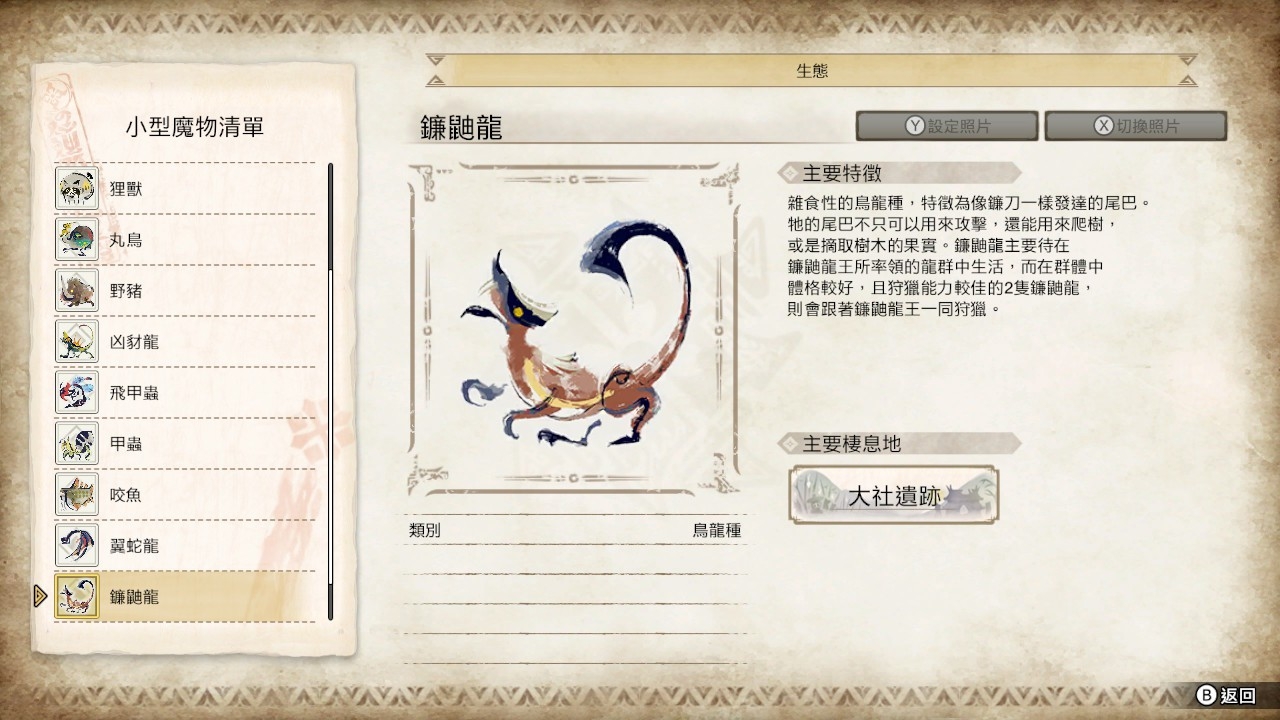 生態
小型魔物清單
狸獸
丸鳥
野豬
凶豺龍
飛甲蟲
甲蟲
咬魚
翼蛇龍
鐮鼬龍
鐮鼬龍
Y設定照片
X切換照片
類別 鳥龍種
主要特徵
雜食性的鳥龍種，特徵為像鐮刀一樣發達的尾巴。
牠的尾巴不只可以用來攻擊，還能用來爬樹，
或是摘取樹木的果實。鐮鼬龍主要待在
鐮鼬龍王所率領的龍群中生活，而在群體中
體格較好，且狩獵能力較佳的2隻鐮鼬龍，
則會跟著鐮鼬龍王一同狩獵。
主要棲息地
大社遺跡
B返回